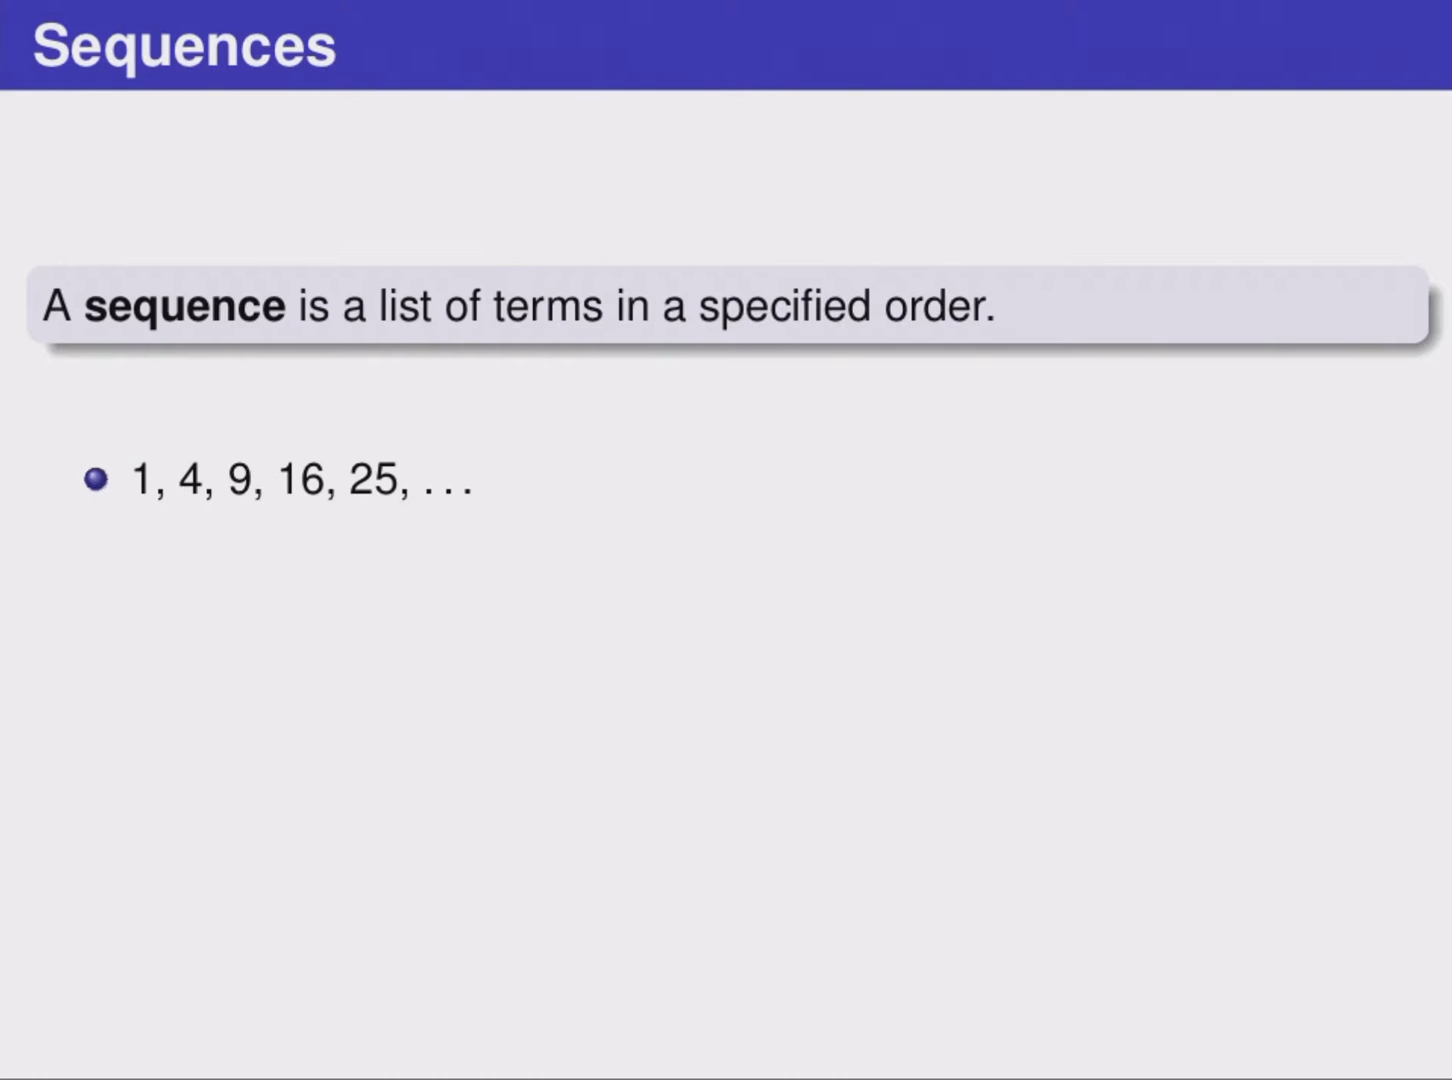 Sequences
A sequence is a list of terms in a specified order.
1, 4, 9, 16, 25, . . .